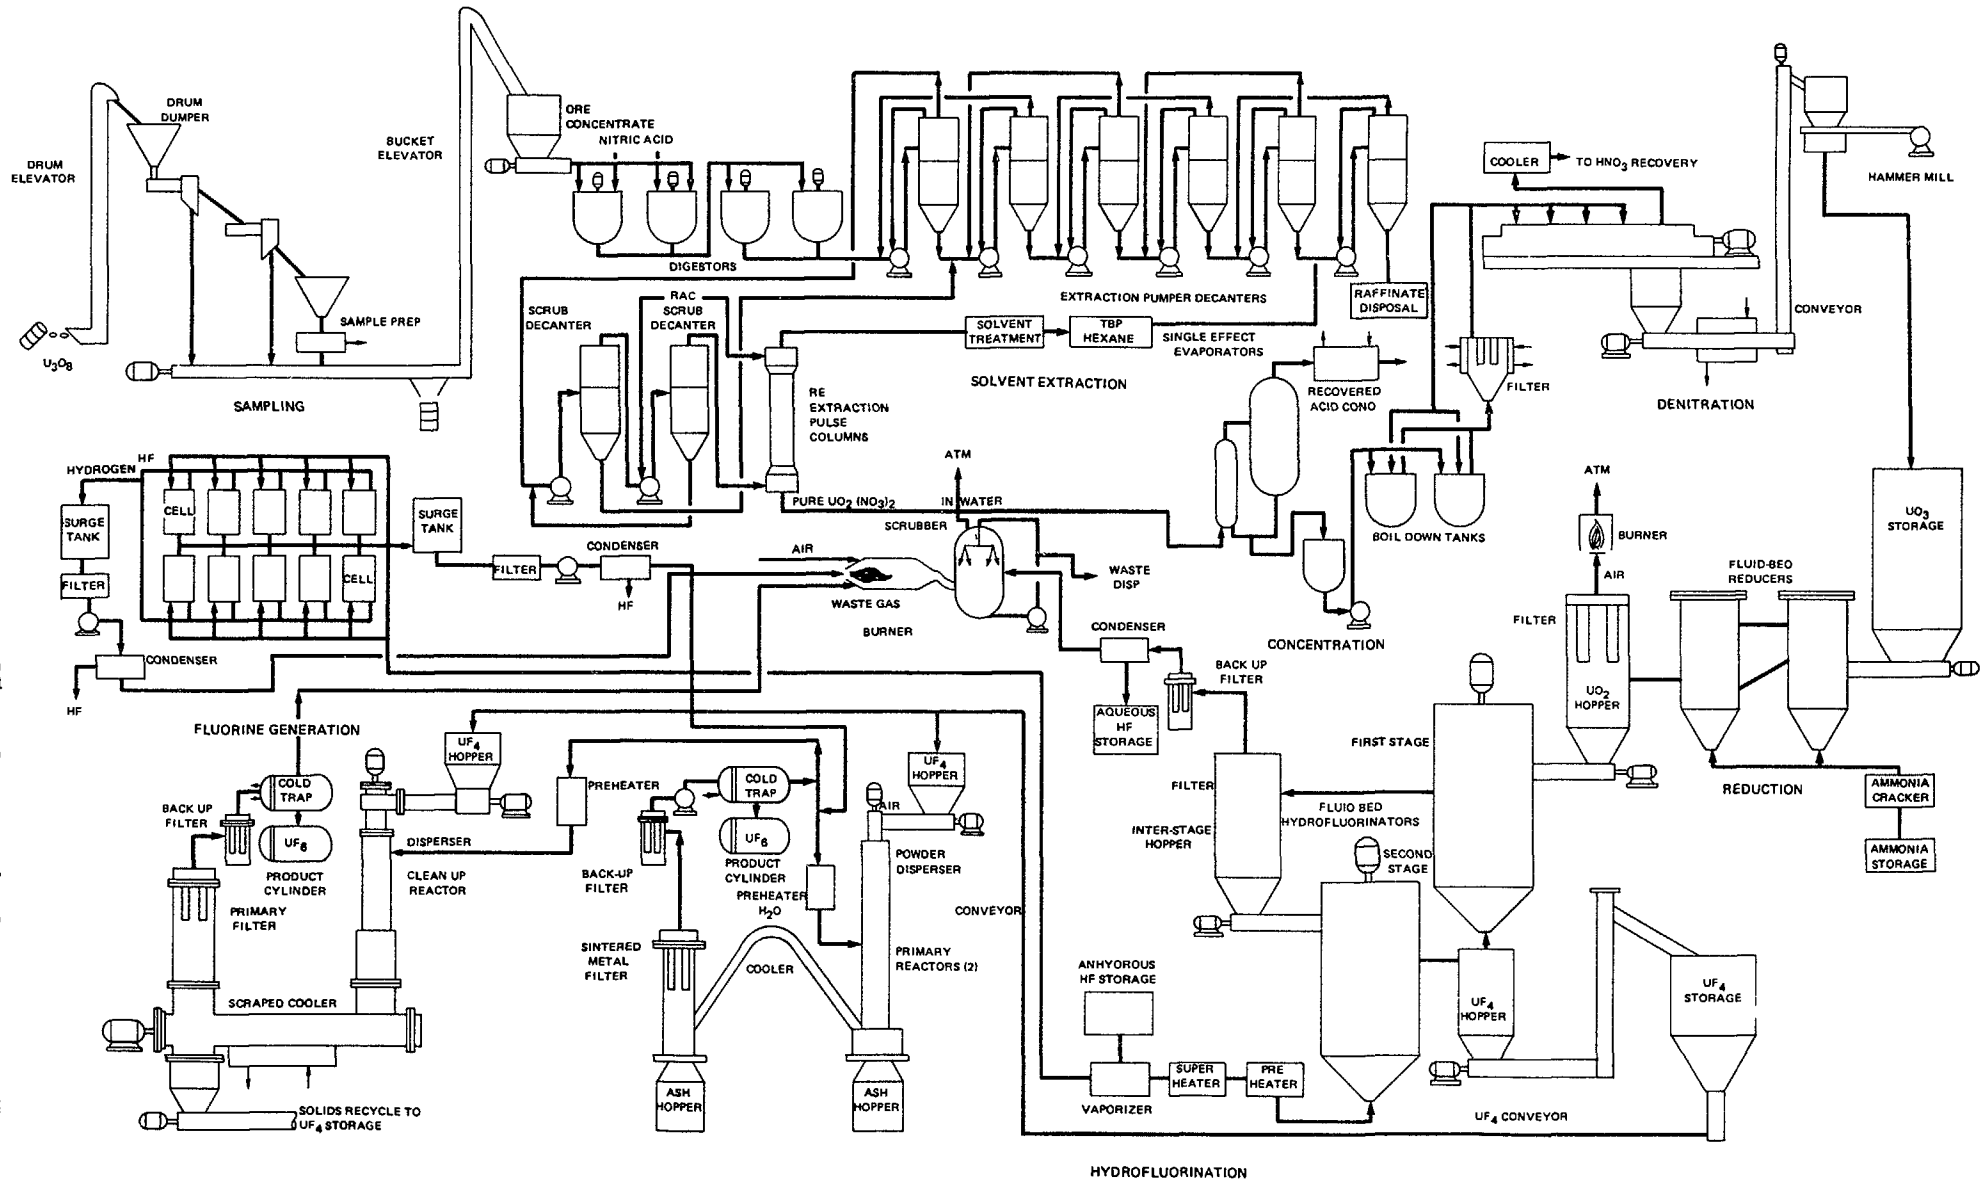 DRUM
ELEVATOR
DRUM
DUMPER
U3O8
SAMPLE PREP
SAMPLING
BUCKET
ELEVATOR
ORE
CONCENTRATE
NITRIC ACID
DIGESTORS
EXTRACTION PUMPER DECANTERS
RAFFINATE
DISPOSAL
SCRUB
DECANTER
RAC
SCRUB
DECANTER
SOLVENT
TREATMENT
TBP
HEXANE
SINGLE EFFECT
EVAPORATORS
SOLVENT EXTRACTION
RE
EXTRACTION
PULSE
COLUMNS
RECOVERED
ACID CONO
PURE UO2 (NO3)2
IN WATER
COOLER
TO HNO3 RECOVERY
HAMMER MILL
CONVEYOR
FILTER
DENITRATION
BOIL DOWN TANKS
CONCENTRATION
HYDROGEN
HF
CELL
CELL
SURGE
TANK
FILTER
CONDENSER
HF
SURGE
TANK
FILTER
CONDENSER
HF
FLUORINE GENERATION
ATM
SCRUBBER
AIR
WASTE GAS
BURNER
WASTE
DISP
CONDENSER
AQUEOUS
HF
STORAGE
BACK UP
FILTER
ATM
BURNER
AIR
FILTER
UO2
HOPPER
FLUID-BEO
REDUCERS
UO3
STORAGE
REDUCTION
AMMONIA
CRACKER
AMMONIA
STORAGE
FIRST STAGE
FILTER
INTER-STAGE
HOPPER
FLUIO BED
HYDROFLUORINATORS
SECOND
STAGE
UF4
HOPPER
UF4
STORAGE
UF4 CONVEYOR
ANHYOROUS
HF STORAGE
VAPORIZER
SUPER
HEATER
PRE
HEATER
HYDROFLUORINATION
COLD
TRAP
BACK UP
FILTER
UF6
PRODUCT
CYLINDER
PRIMARY
FILTER
UF4
HOPPER
DISPERSER
CLEAN UP
REACTOR
SCRAPED COOLER
SOLIDS RECYCLE TO
UF4 STORAGE
PREHEATER
COLD
TRAP
UF6
PRODUCT
CYLINDER
BACK-UP
FILTER
PREHEATER
H2O
COOLER
SINTERED
METAL
FILTER
ASH
HOPPER
ASH
HOPPER
UF4
HOPPER
AIR
POWDER
DISPERSER
CONVEYOR
PRIMARY
REACTORS (2)